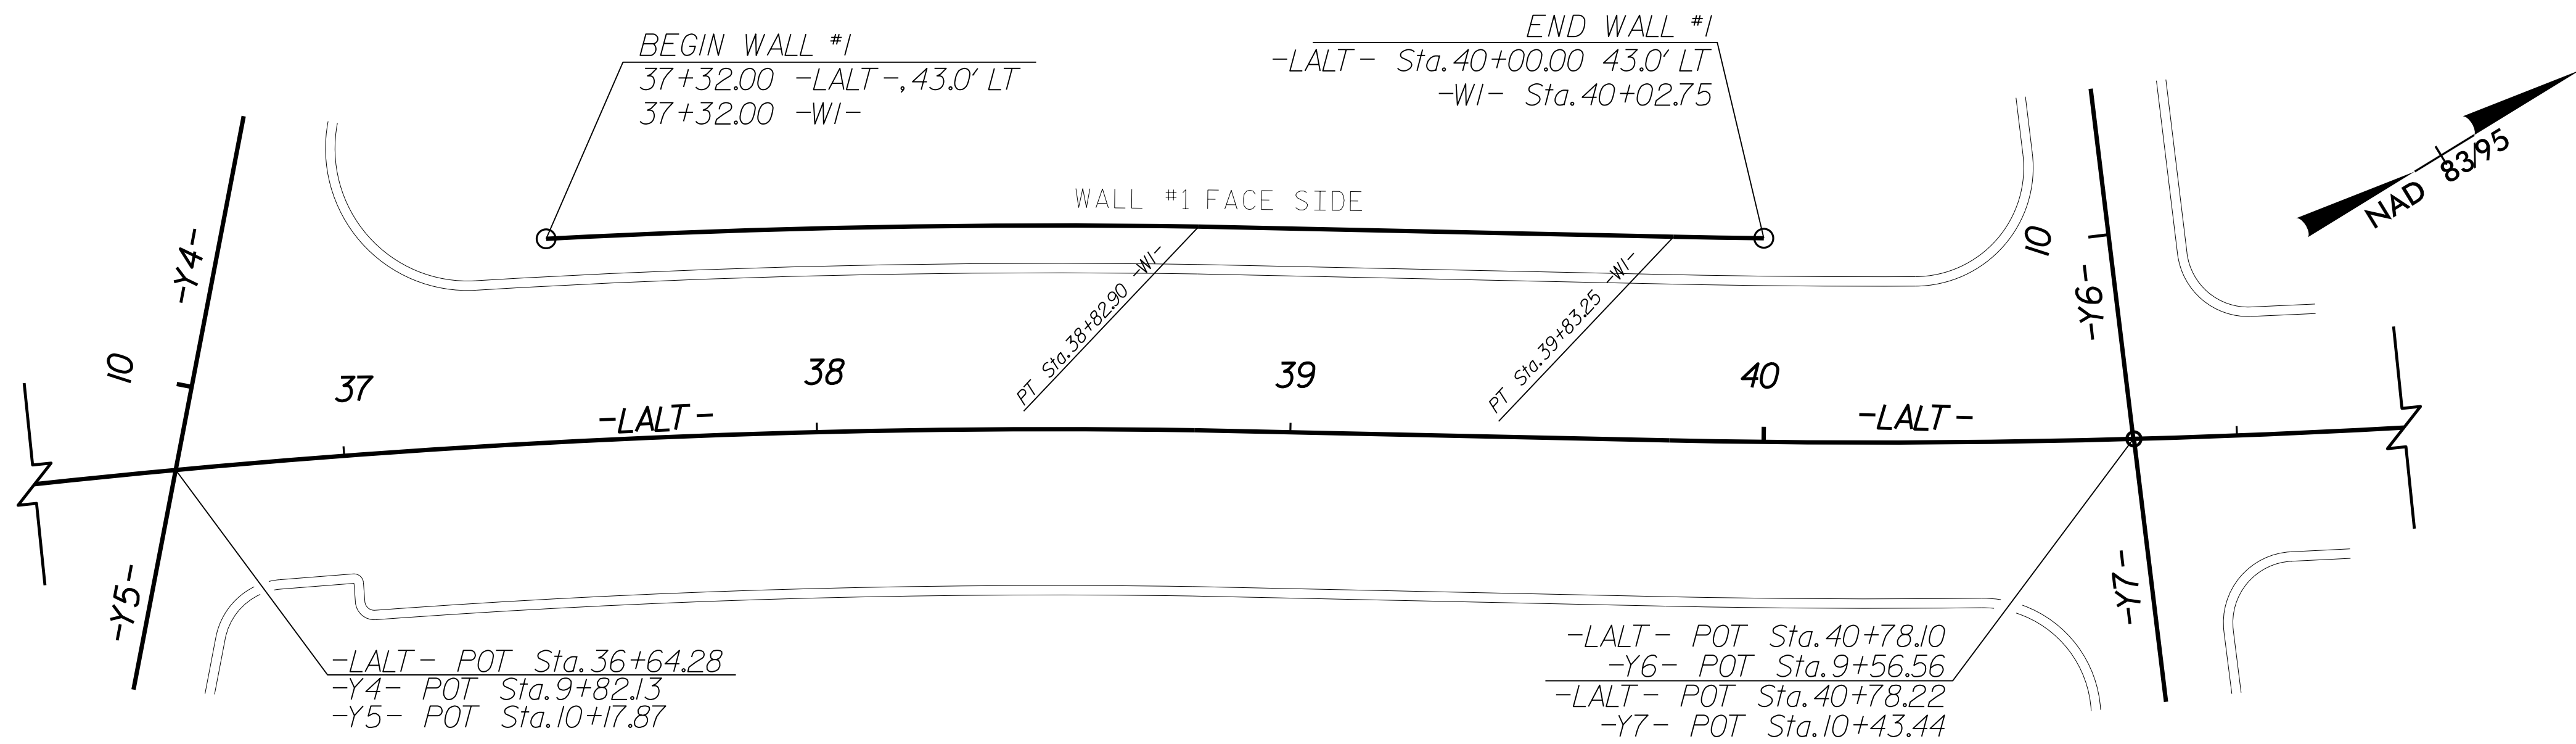 BEGIN WALL #1
37+32.00 -LALT-, 43.0' LT
37+32.00 -W1-
END WALL #1
-LALT- Sta. 40+00.00 43.0' LT
-W1- Sta. 40+02.75
NAD 83/95
WALL #1 FACE SIDE
-Y4-
10
PT Sta. 38+82.90 -W1-
PT Sta. 39+83.25 -W1-
10
-Y6-
37
38
39
40
-LALT-
-LALT-
-Y5-
-Y7-
-LALT- POT Sta. 36+64.28
-Y4- POT Sta. 9+82.13
-Y5- POT Sta. 10+17.87
-LALT- POT Sta. 40+78.10
-Y6- POT Sta. 9+56.56
-LALT- POT Sta. 40+78.22
-Y7- POT Sta. 10+43.44